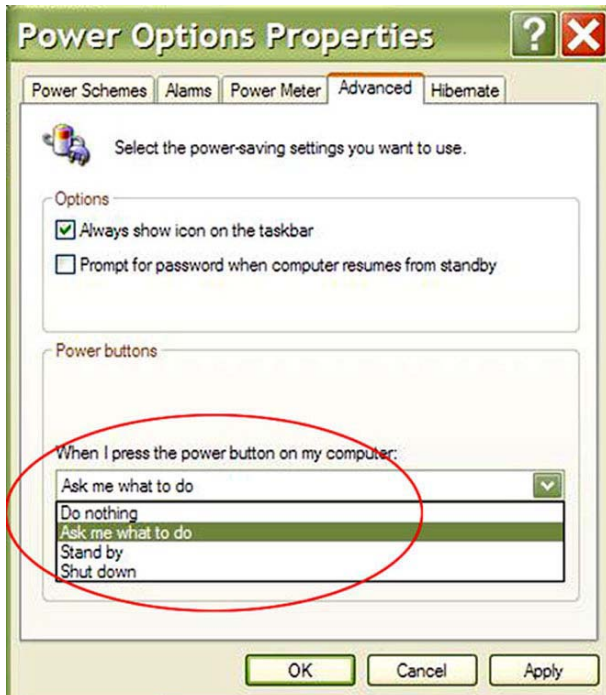 Power Options Properties
Power Schemes Alarms Power Meter Advanced Hibernate
Select the power-saving settings you want to use.
Options
Always show icon on the taskbar
Prompt for password when computer resumes from standby
Power buttons
When I press the power button on my computer:
Ask me what to do
Do nothing
Ask me what to do
Stand by
Shut down
OK Cancel Apply